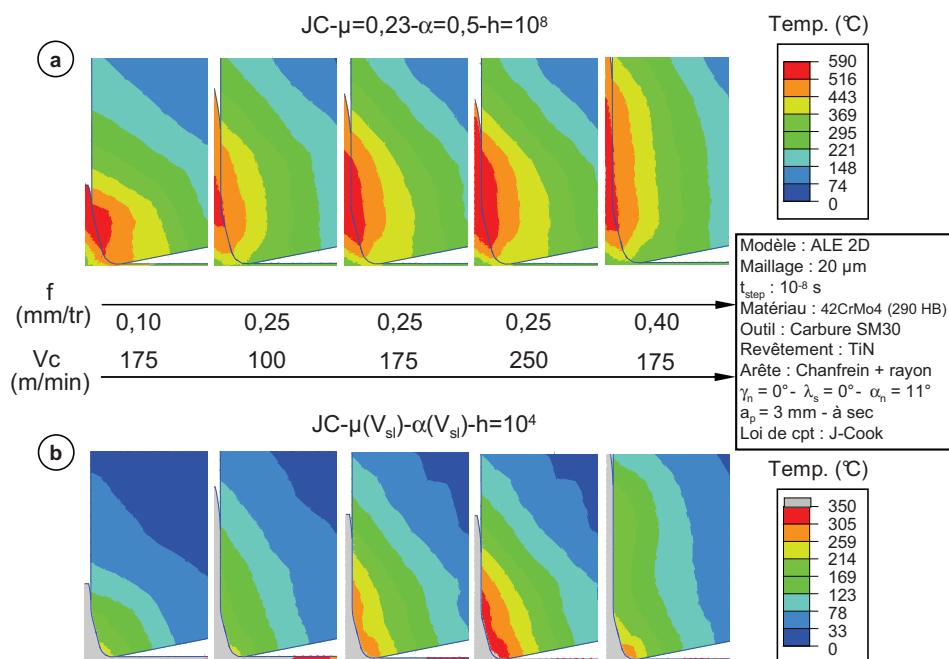 JC-μ=0,23-α=0,5-h=10⁸
Temp. (°C)
a
590
516
443
369
295
221
148
74
0
Modèle : ALE 2D
Maillage : 20 μm
t_step : 10⁻⁸ s
Matériau : 42CrMo4 (290 HB)
Outil : Carbure SM30
Revêtement : TiN
Arête : Chanfrein + rayon
γₙ = 0° - λₛ = 0° - αₙ = 11°
aₚ = 3 mm - à sec
Loi de cpt : J-Cook
f
(mm/tr)
0,10 0,25 0,25 0,25 0,40
Vc
(m/min)
175 100 175 250 175
JC-μ(V_sl)-α(V_sl)-h=10⁴
b
Temp. (°C)
350
305
259
214
169
123
78
33
0